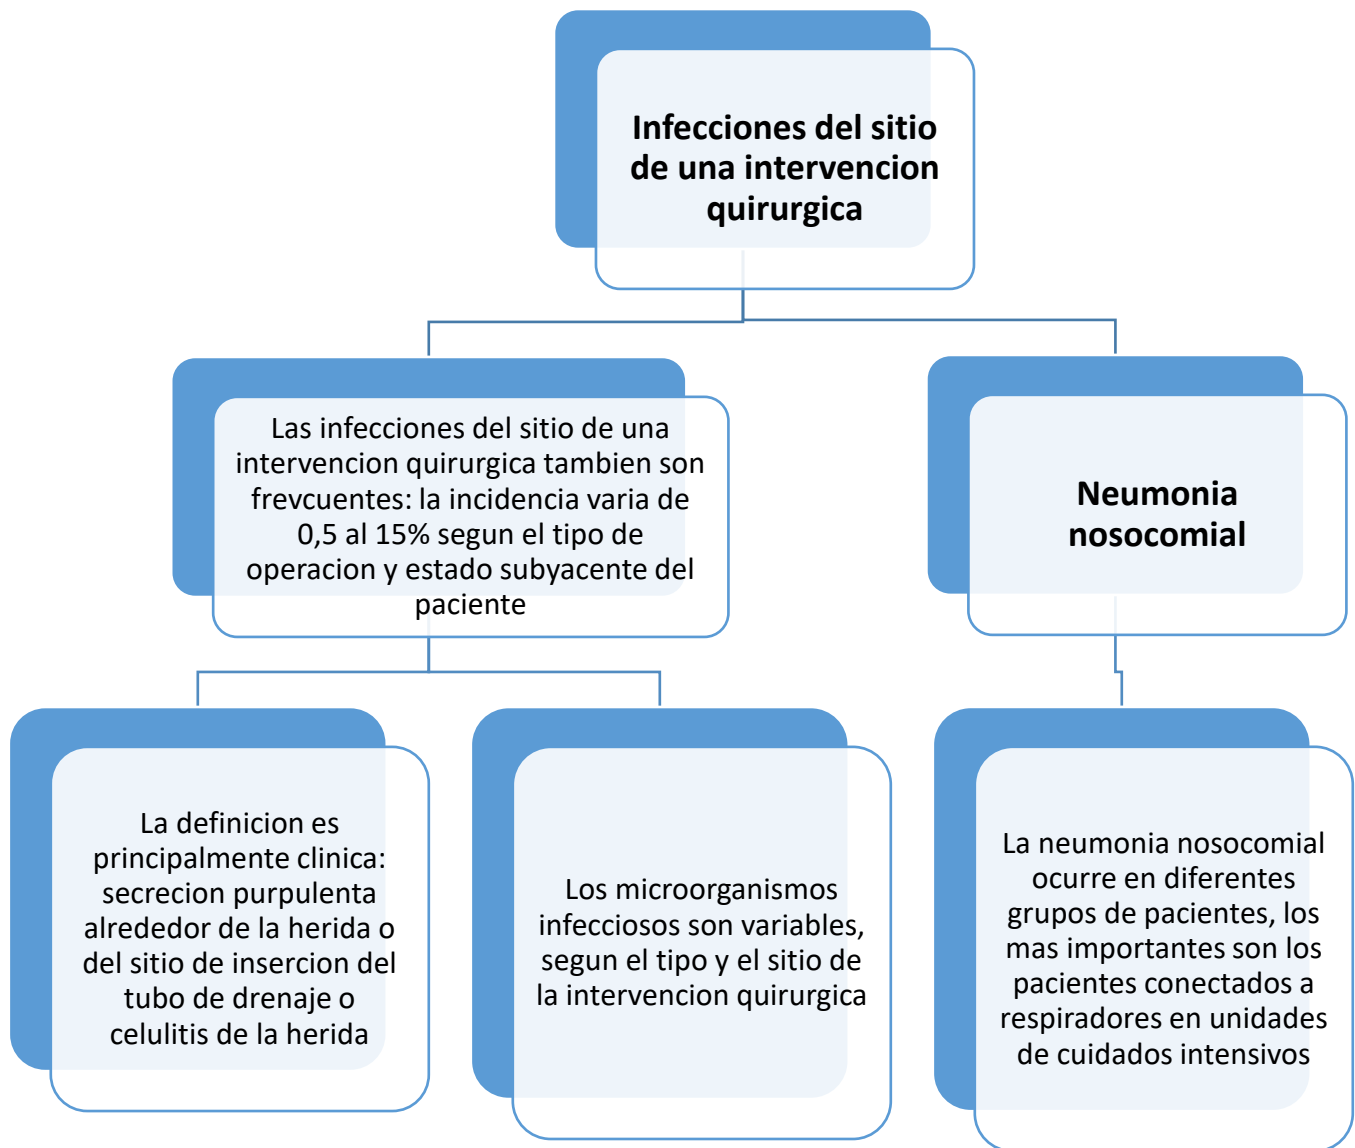 Infecciones del sitio
de una intervencion
quirurgica
Las infecciones del sitio de una
intervencion quirurgica tambien son
frevcuentes: la incidencia varia de
0,5 al 15% segun el tipo de
operacion y estado subyacente del
paciente
Neumonia
nosocomial
La definicion es
principalmente clinica:
secrecion purpulenta
alrededor de la herida o
del sitio de insercion del
tubo de drenaje o
celulitis de la herida
Los microorganismos
infecciosos son variables,
segun el tipo y el sitio de
la intervencion quirurgica
La neumonia nosocomial
ocurre en diferentes
grupos de pacientes, los
mas importantes son los
pacientes conectados a
respiradores en unidades
de cuidados intensivos